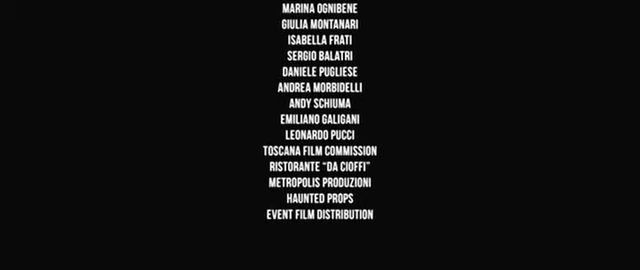 MARINA OGNIBENE
GIULIA MONTANARI
ISABELLA FRATI
SERGIO BALATRI
DANIELE PUGLIESE
ANDREA MORBIDELLI
ANDY SCHIUMA
EMILIANO GALIGANI
LEONARDO PUCCI
TOSCANA FILM COMMISSION
RISTORANTE “DA CIOFFI”
METROPOLIS PRODUZIONI
HAUNTED PROPS
EVENT FILM DISTRIBUTION